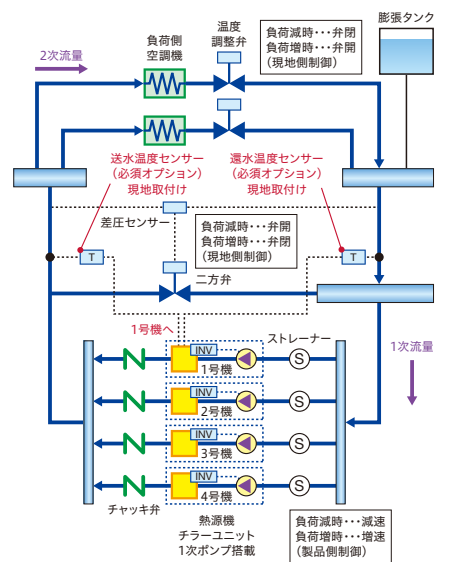 膨張タンク
2次流量
負荷側
空調機
温度
調整弁
負荷減時・・・弁閉
負荷増時・・・弁開
(現地側制御)
送水温度センサー
(必須オプション)
現地取付け
還水温度センサー
(必須オプション)
現地取付け
差圧センサー
負荷減時・・・弁開
負荷増時・・・弁閉
(現地側制御)
T
T
二方弁
1号機へ
ストレーナー
1次流量
INV
1号機
S
INV
2号機
S
INV
3号機
S
INV
4号機
S
チャッキ弁
熱源機
チラーユニット
1次ポンプ搭載
負荷減時・・・減速
負荷増時・・・増速
(製品側制御)